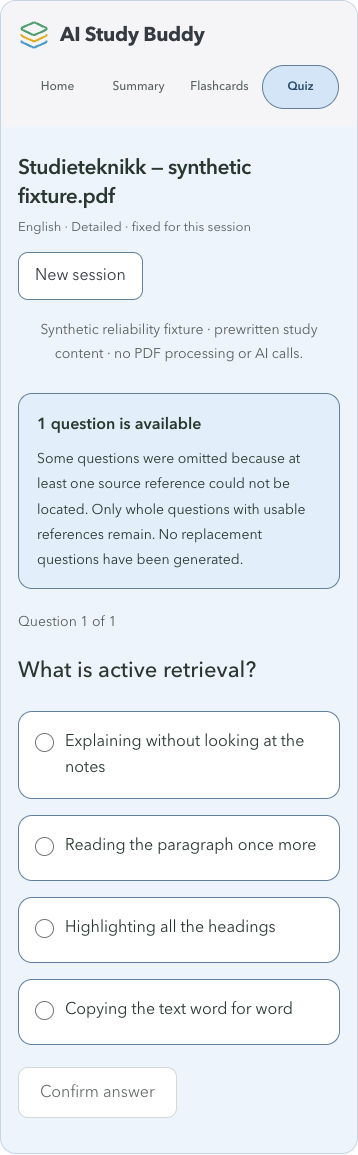 AI Study Buddy
Home Summary Flashcards Quiz
Studieteknikk – synthetic
fixture.pdf
English · Detailed · fixed for this session
New session
Synthetic reliability fixture · prewritten study
content · no PDF processing or AI calls.
1 question is available
Some questions were omitted because at
least one source reference could not be
located. Only whole questions with usable
references remain. No replacement
questions have been generated.
Question 1 of 1
What is active retrieval?
Explaining without looking at the
notes
Reading the paragraph once more
Highlighting all the headings
Copying the text word for word
Confirm answer